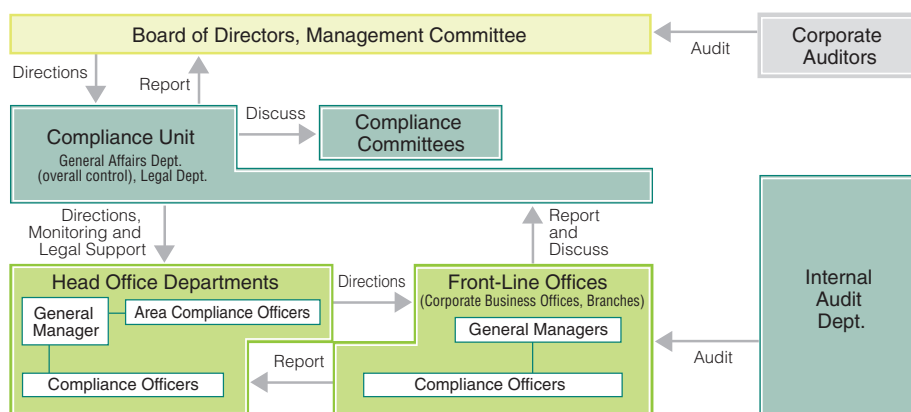 Board of Directors, Management Committee
Audit
Corporate
Auditors
Directions
Report
Compliance Unit
General Affairs Dept.
(overall control), Legal Dept.
Discuss
Compliance
Committees
Directions,
Monitoring and
Legal Support
Report
and
Discuss
Head Office Departments
General
Manager
Area Compliance Officers
Compliance Officers
Directions
Report
Front-Line Offices
(Corporate Business Offices, Branches)
General Managers
Compliance Officers
Audit
Internal
Audit
Dept.